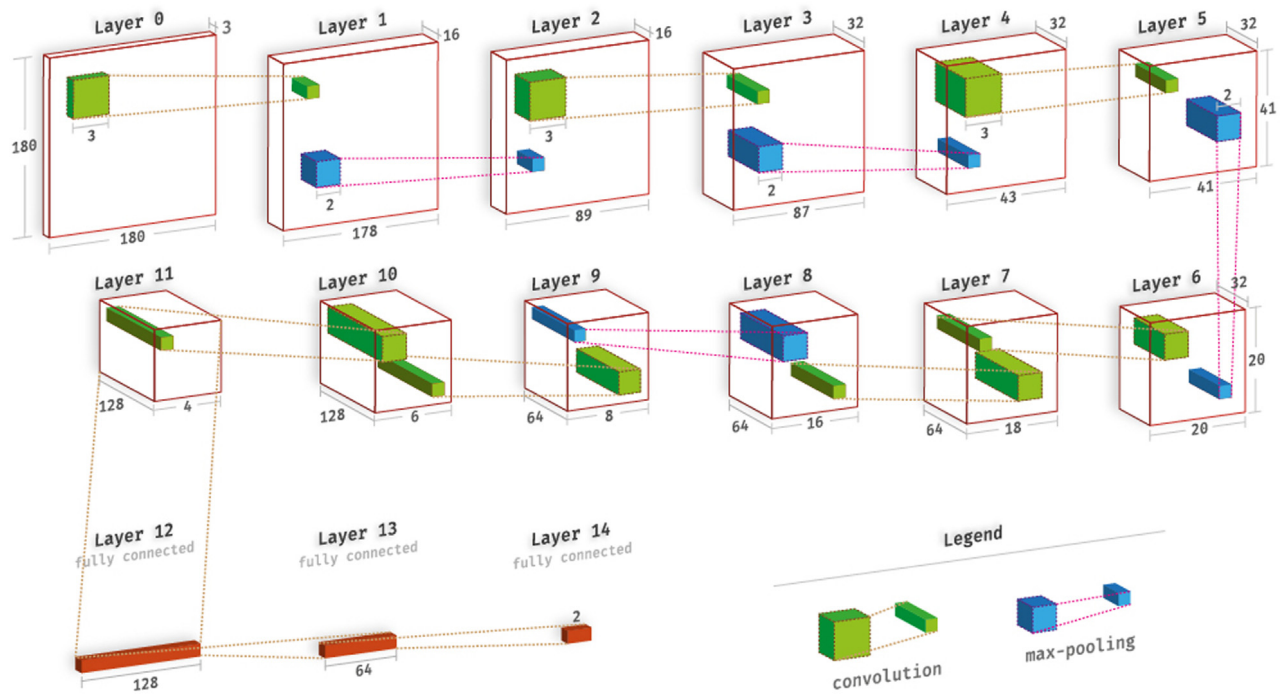 Layer 0
3
180
3
180
Layer 1
16
2
178
Layer 2
16
3
89
Layer 3
32
2
87
Layer 4
32
3
43
Layer 5
32
2
41
41
Layer 11
128
4
Layer 10
128
6
Layer 9
64
8
Layer 8
64
16
Layer 7
64
18
Layer 6
32
20
20
Layer 12
fully connected
128
Layer 13
fully connected
64
Layer 14
fully connected
2
Legend
convolution
max-pooling